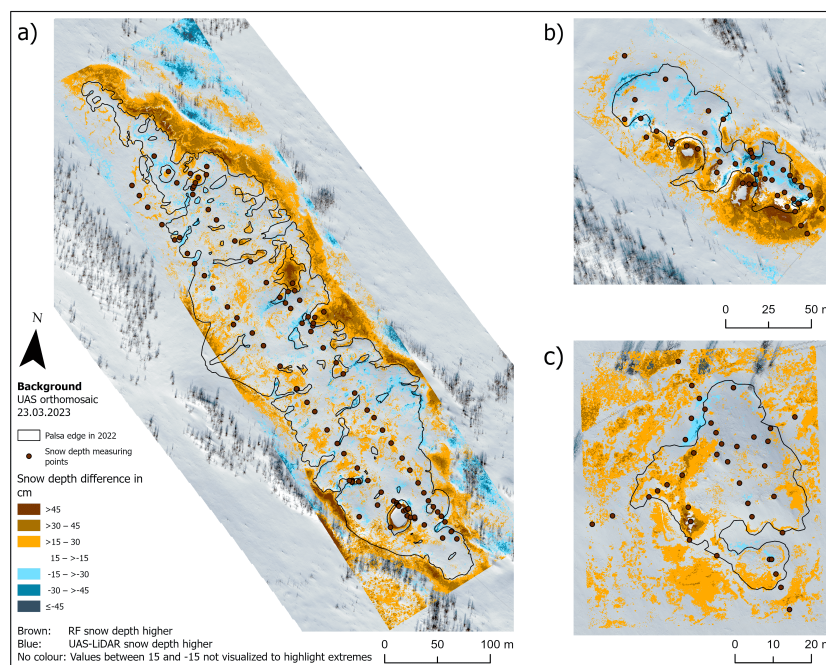 a)
b)
0 25 50 m
c)
N
Background
UAS orthomosaic
23.03.2023
Palsa edge in 2022
Snow depth measuring
points
Snow depth difference in
cm
>45
>30 – 45
>15 – 30
15 – >-15
-15 – >-30
-30 – >-45
≤-45
Brown: RF snow depth higher
Blue: UAS-LiDAR snow depth higher
No colour: Values between 15 and -15 not visualized to highlight extremes
0 50 100 m
0 10 20 m